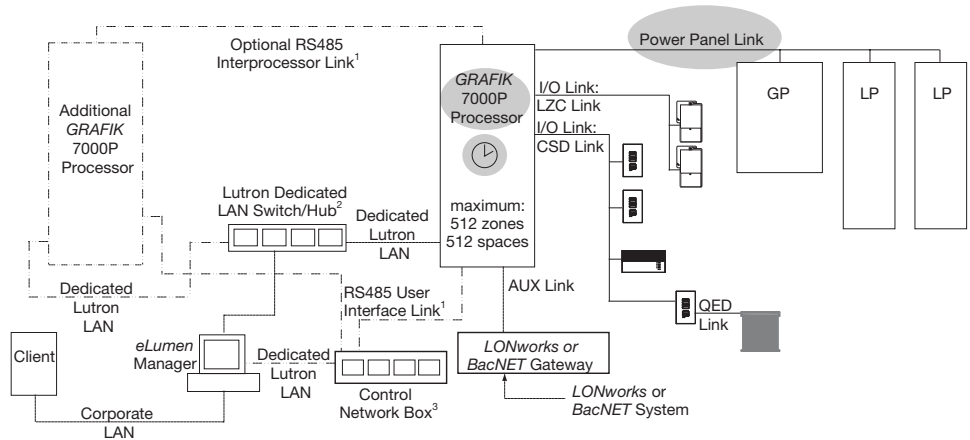 Optional RS485
Interprocessor Link¹
Power Panel Link
Additional
GRAFIK
7000P
Processor
GRAFIK
7000P
Processor
I/O Link:
LZC Link
I/O Link:
CSD Link
GP
LP
LP
maximum:
512 zones
512 spaces
Lutron Dedicated
LAN Switch/Hub²
Dedicated
Lutron
LAN
Dedicated
Lutron
LAN
RS485 User
Interface Link¹
AUX Link
QED
Link
Client
eLumen
Manager
Dedicated
Lutron
LAN
Control
Network Box³
LONworks or
BacNET Gateway
LONworks or
BacNET System
Corporate
LAN